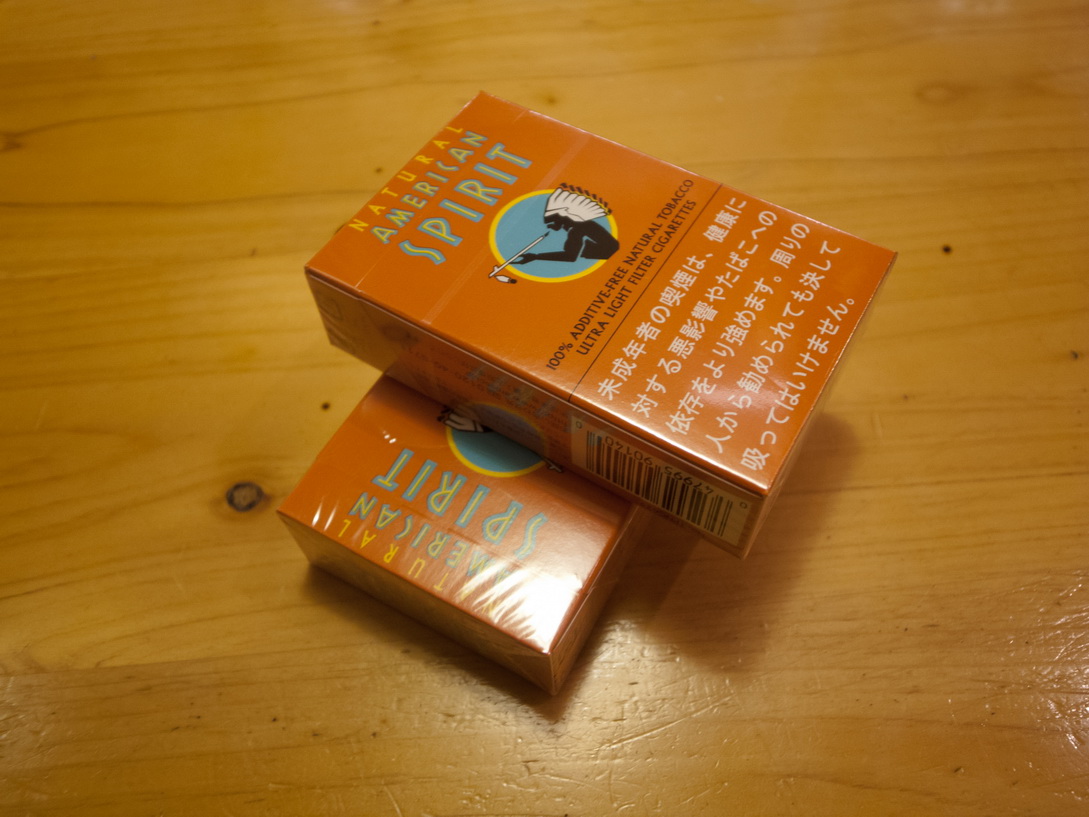 NATURAL
AMERICAN
SPIRIT
100% ADDITIVE-FREE NATURAL TOBACCO
ULTRA LIGHT FILTER CIGARETTES
未成年者の喫煙は、健康に
対する悪影響やたばこへの
依存をより強めます。周りの
人から勧められても決して
吸ってはいけません。
AMERICAN
SPIRIT